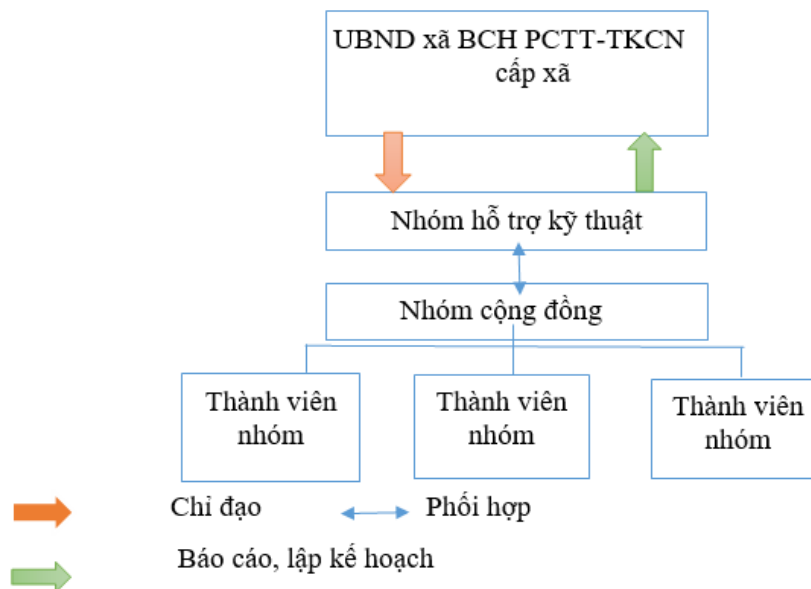 UBND xã BCH PCTT-TKCN
cấp xã
Nhóm hỗ trợ kỹ thuật
Nhóm cộng đồng
Thành viên
nhóm
Thành viên
nhóm
Thành viên
nhóm
Chỉ đạo
Phối hợp
Báo cáo, lập kế hoạch